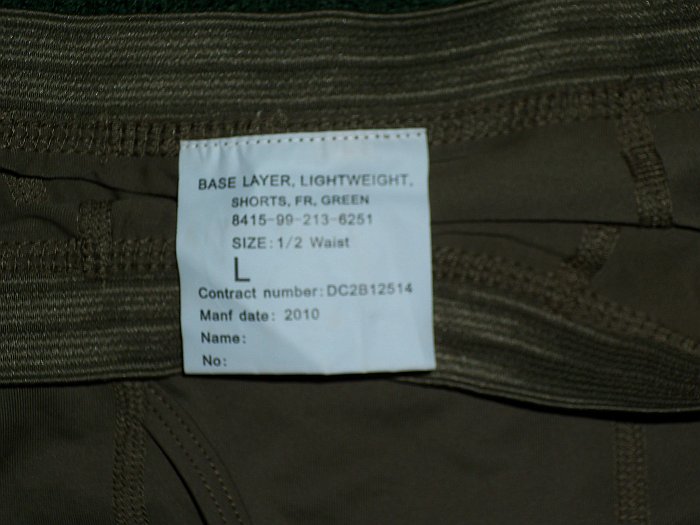 BASE LAYER, LIGHTWEIGHT,
SHORTS, FR, GREEN
8415-99-213-6251
SIZE: 1/2 Waist
L
Contract number: DC2B12514
Manf date: 2010
Name:
No: